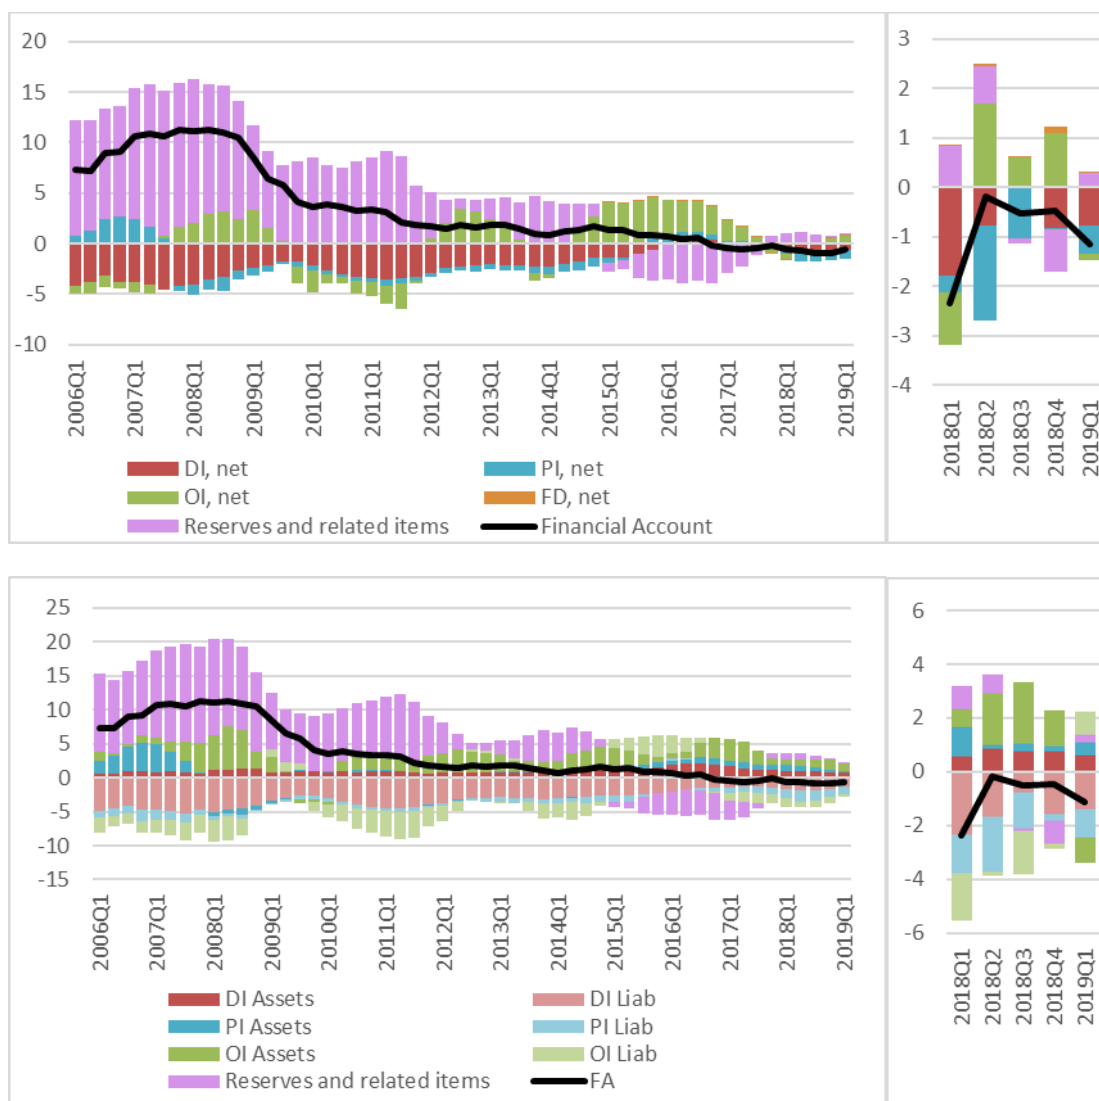 20
15
10
5
0
-5
-10
2006Q1
2007Q1
2008Q1
2009Q1
2010Q1
2011Q1
2012Q1
2013Q1
2014Q1
2015Q1
2016Q1
2017Q1
2018Q1
2019Q1
DI, net
PI, net
OI, net
FD, net
Reserves and related items
Financial Account
3
2
1
0
-1
-2
-3
-4
2018Q1
2018Q2
2018Q3
2018Q4
2019Q1
25
20
15
10
5
0
-5
-10
-15
2006Q1
2007Q1
2008Q1
2009Q1
2010Q1
2011Q1
2012Q1
2013Q1
2014Q1
2015Q1
2016Q1
2017Q1
2018Q1
2019Q1
DI Assets
DI Liab
PI Assets
PI Liab
OI Assets
OI Liab
Reserves and related items
FA
6
4
2
0
-2
-4
-6
2018Q1
2018Q2
2018Q3
2018Q4
2019Q1